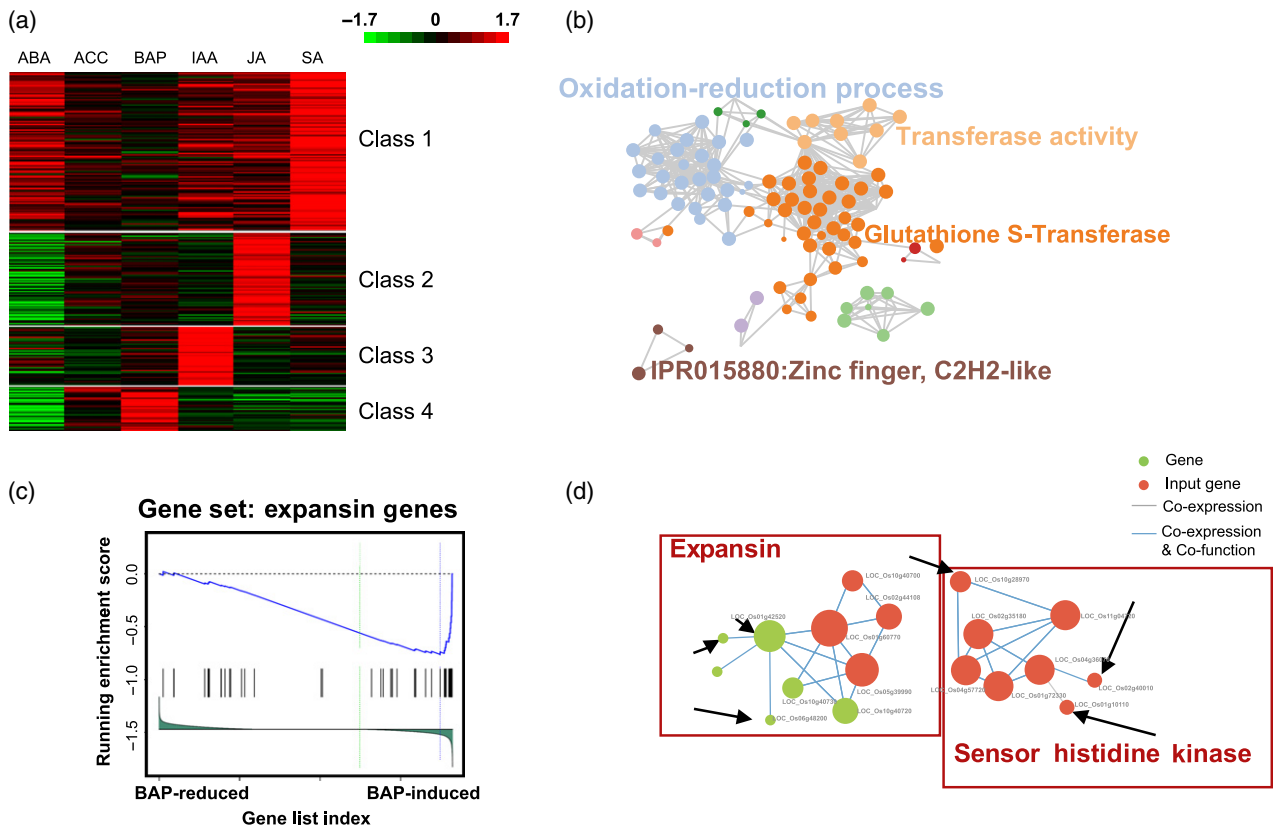 (a)
−1.7 0 1.7
ABA ACC BAP IAA JA SA
Class 1
Class 2
Class 3
Class 4
(b)
Oxidation-reduction process
Transferase activity
Glutathione S-Transferase
IPR015880:Zinc finger, C2H2-like
(c)
Gene set: expansin genes
Running enrichment score
0.0
−0.5
−1.0
−1.5
BAP-reduced BAP-induced
Gene list index
(d)
Gene
Input gene
Co-expression
Co-expression
& Co-function
Expansin
LOC_Os10g40700
LOC_Os02g44108
LOC_Os01g42520
LOC_Os01g60770
LOC_Os05g39990
LOC_Os10g40730
LOC_Os10g40720
LOC_Os06g48200
LOC_Os10g28970
LOC_Os02g35180
LOC_Os11g04720
LOC_Os04g57720
LOC_Os01g72330
LOC_Os02g40010
LOC_Os01g10110
Sensor histidine kinase